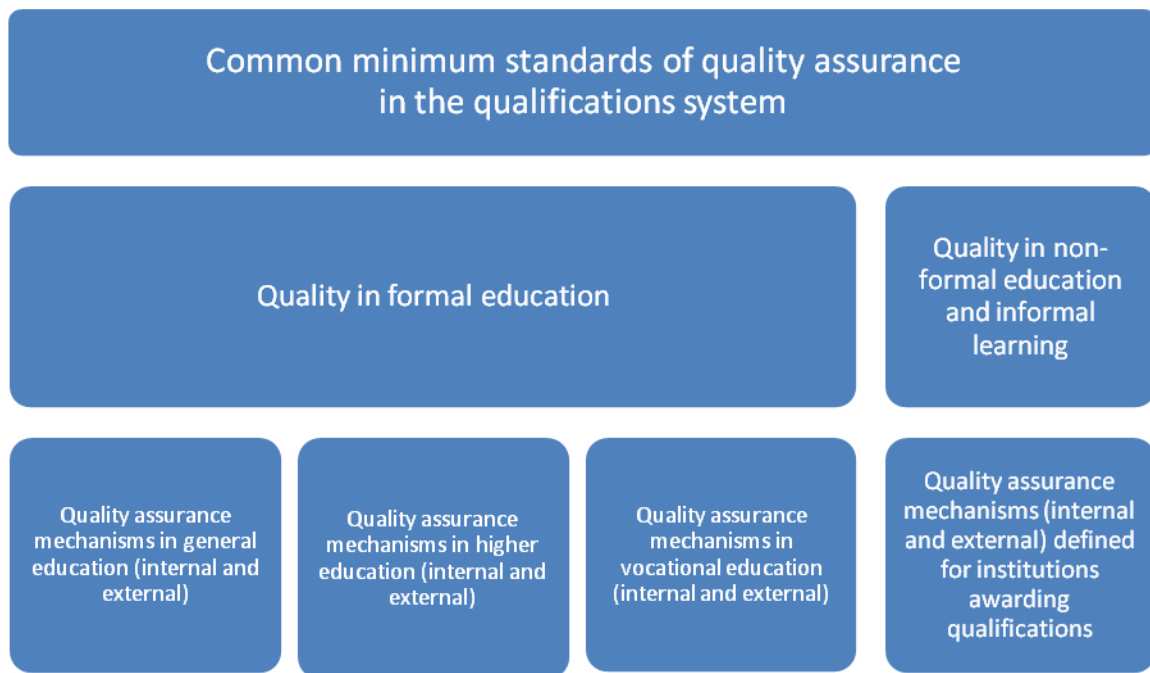 Common minimum standards of quality assurance
in the qualifications system
Quality in formal education
Quality in non-
formal education
and informal
learning
Quality assurance
mechanisms in general
education (internal and
external)
Quality assurance
mechanisms in higher
education (internal and
external)
Quality assurance
mechanisms in
vocational education
(internal and external)
Quality assurance
mechanisms (internal
and external) defined
for institutions
awarding
qualifications